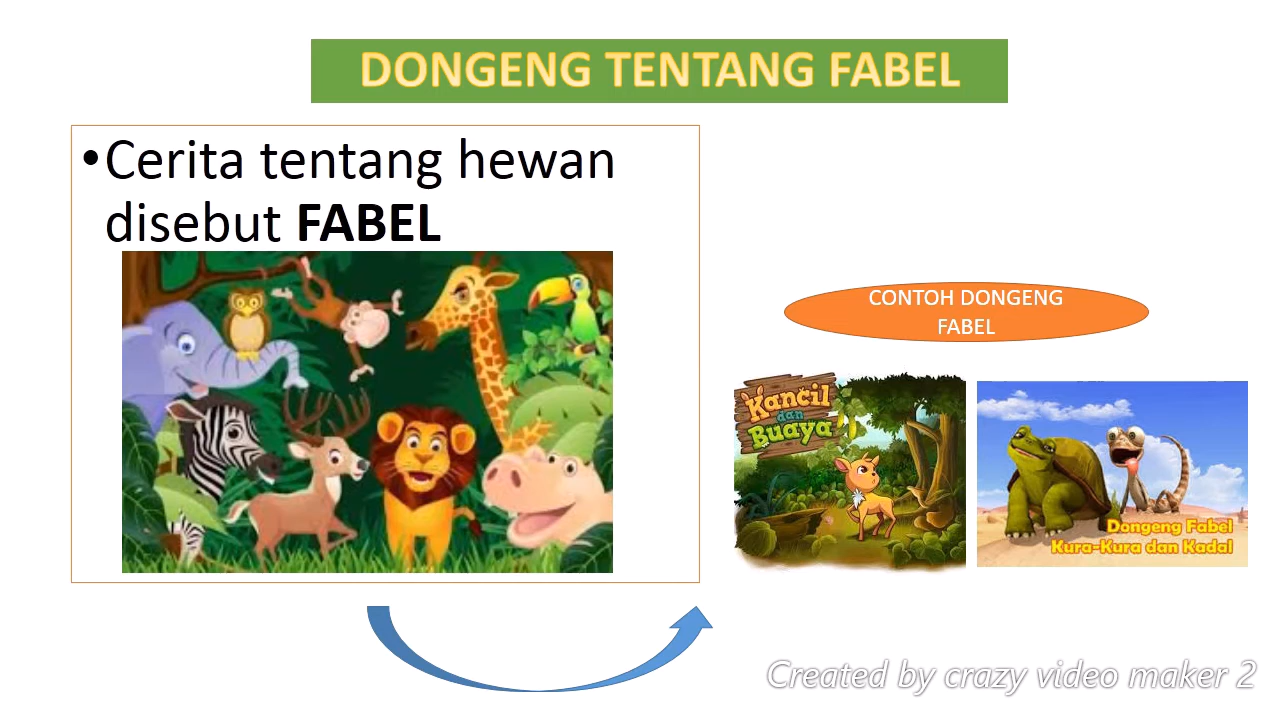 DONGENG TENTANG FABEL
•Cerita tentang hewan
disebut FABEL
CONTOH DONGENG
FABEL
Kancil
dan
Buaya
Dongeng Fabel
Kura-Kura dan Kadal
Created by crazy video maker 2